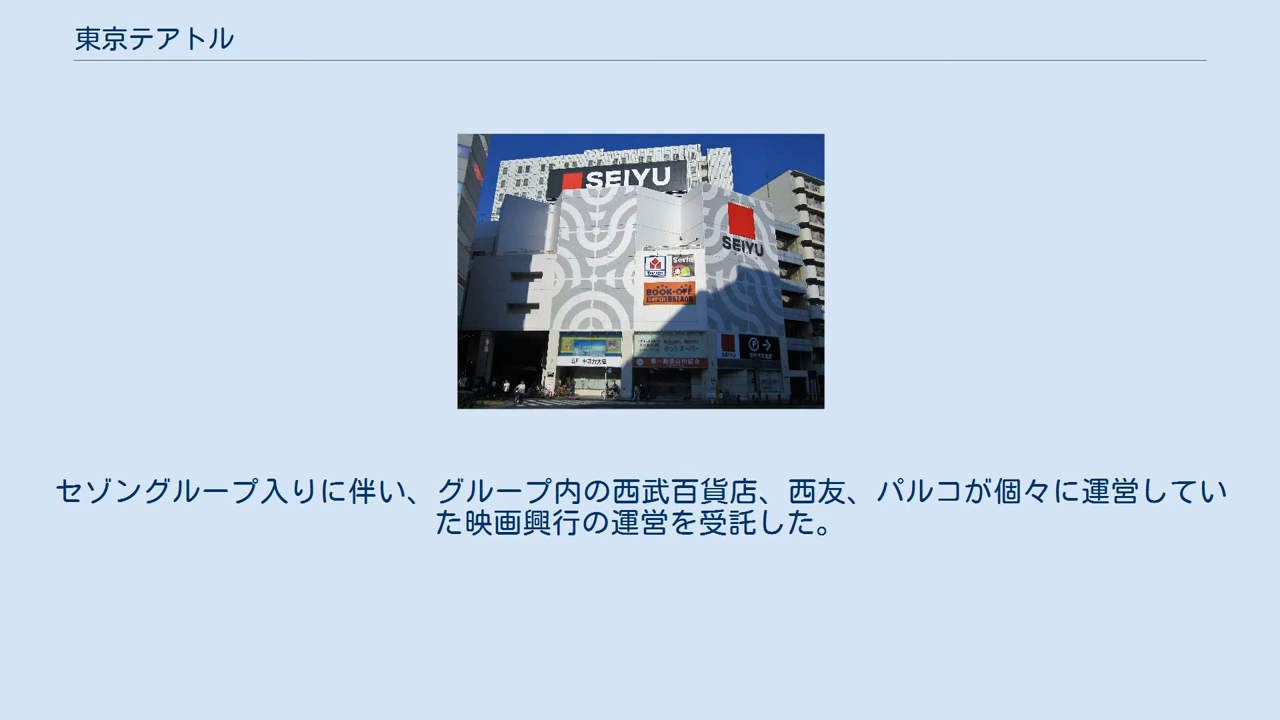 東京テアトル
SEIYU
SEIYU
Seria
BOOK・OFF
SEIYU
P
セゾングループ入りに伴い、グループ内の西武百貨店、西友、パルコが個々に運営してい
た映画興行の運営を受託した。